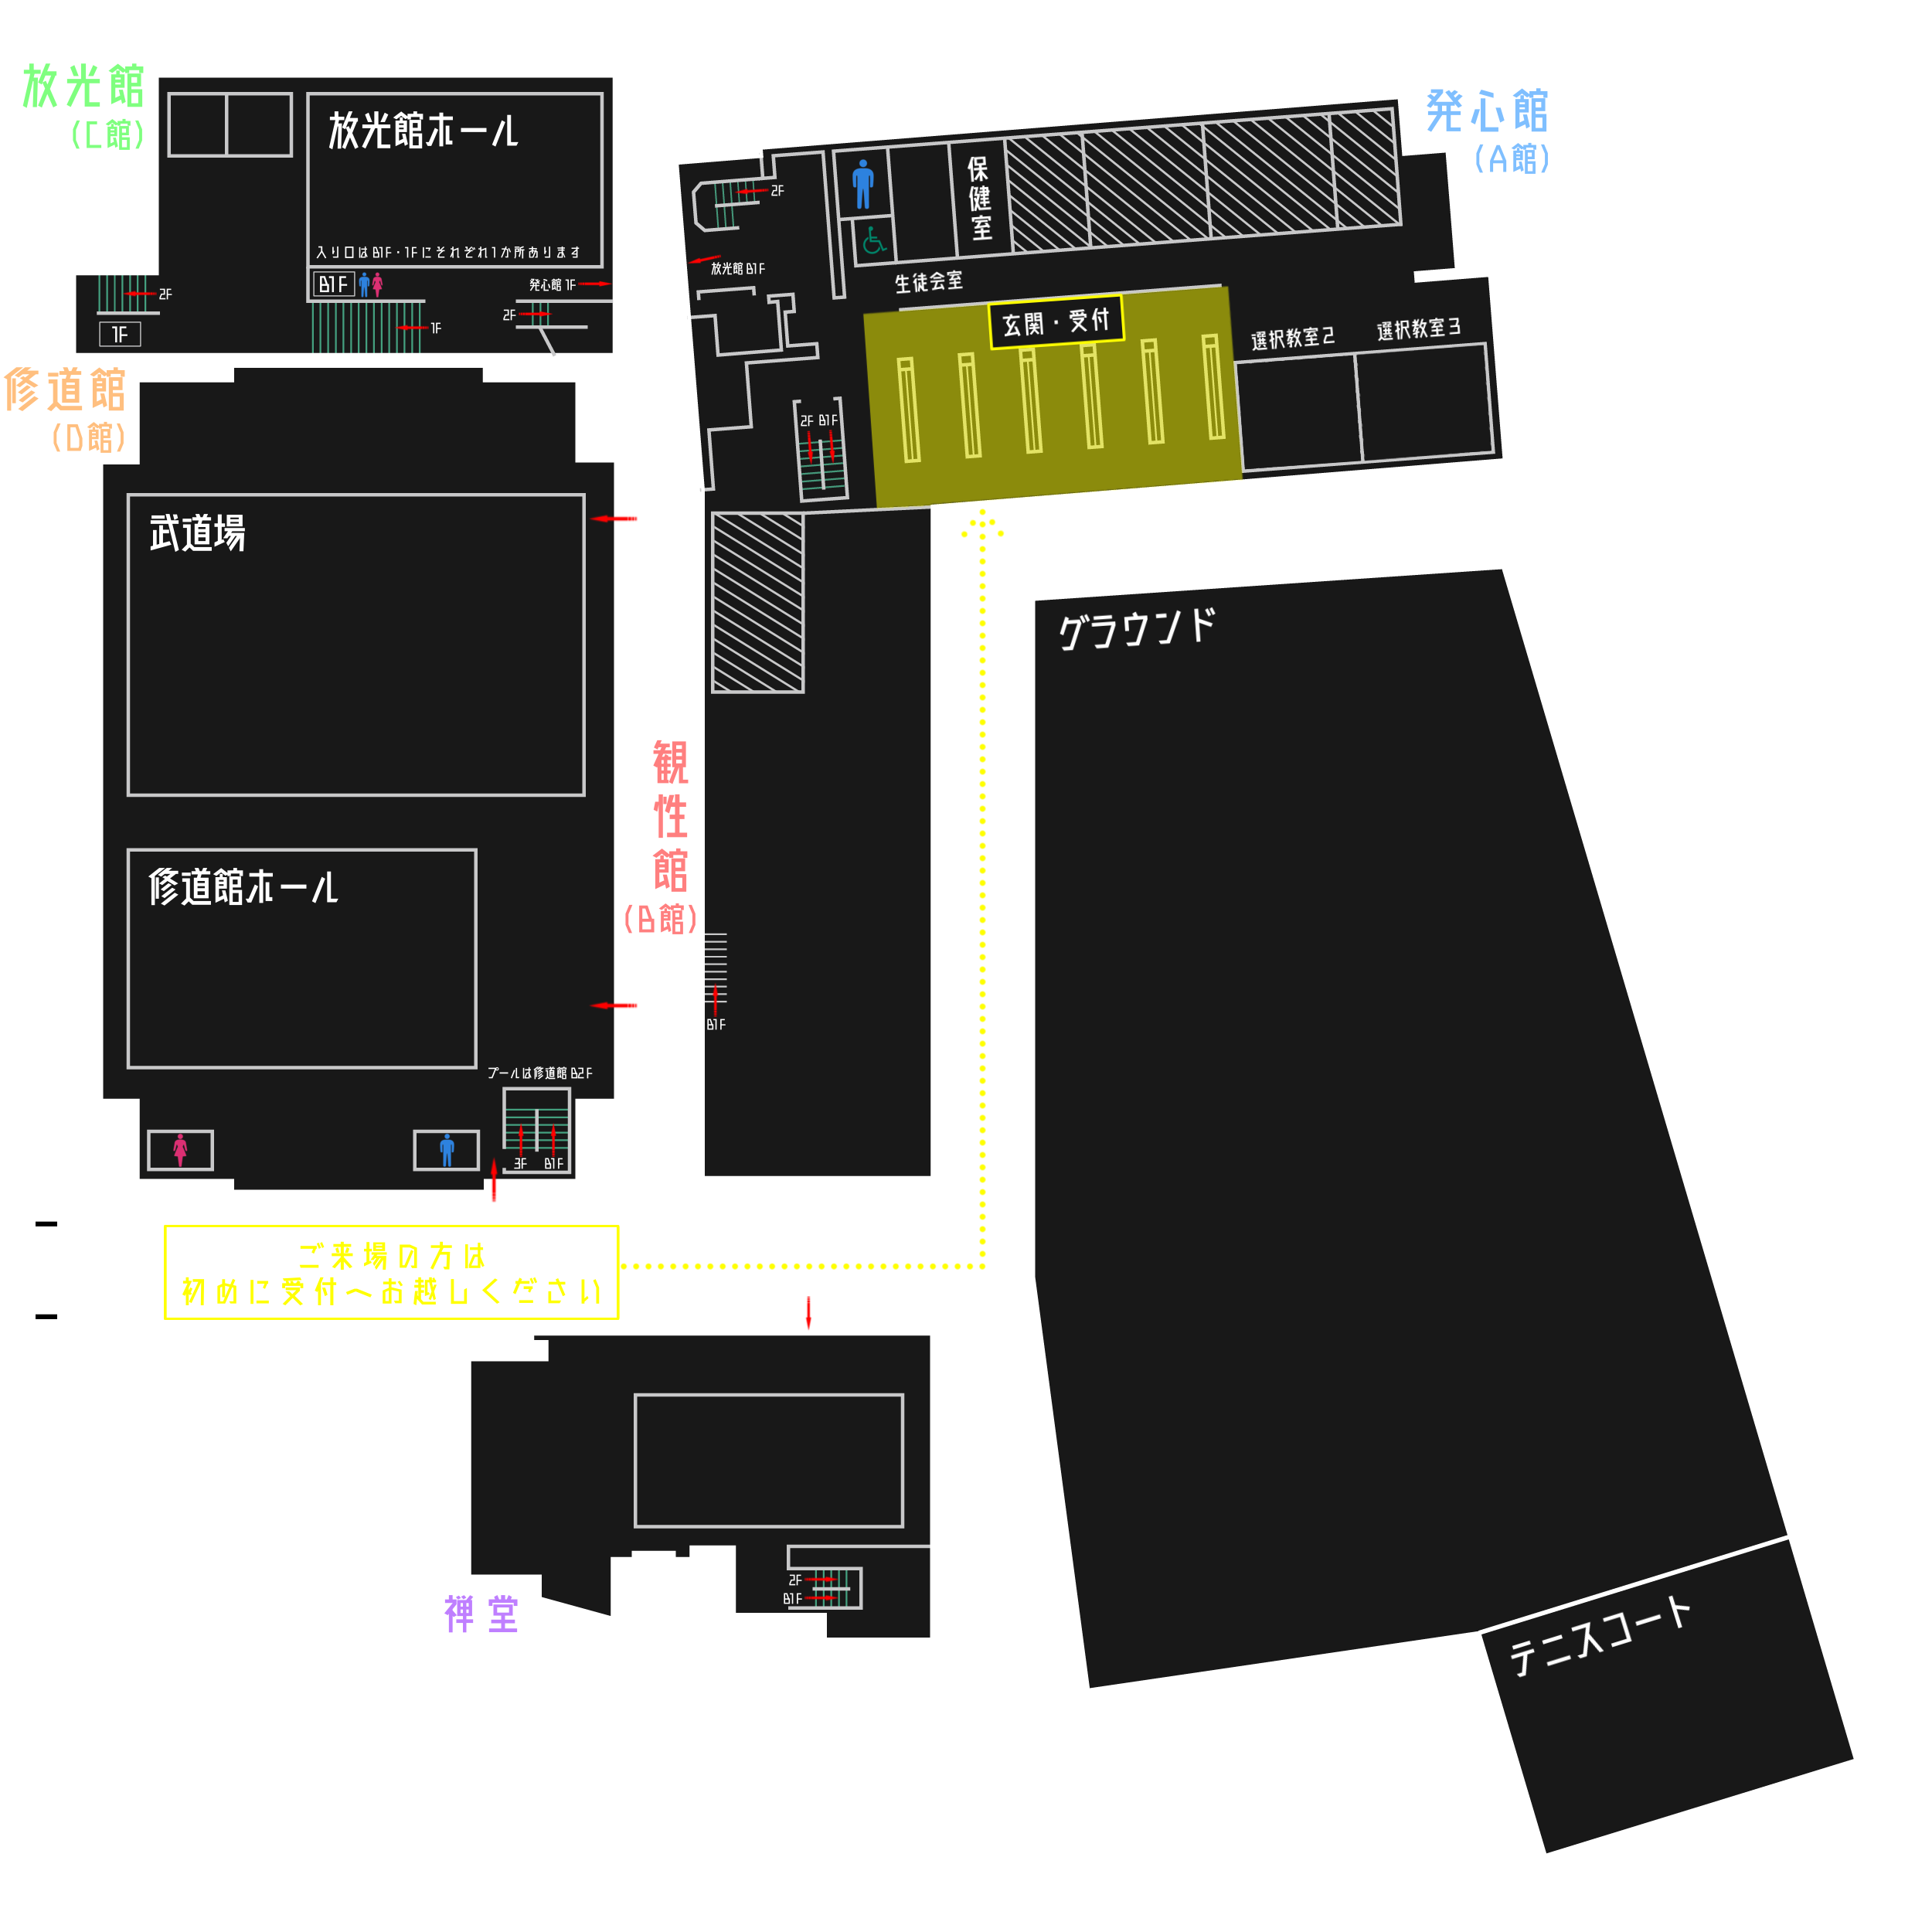 放光館
(C館)
放光館ホール
入り口はB1F・1Fにそれぞれ1か所あります
B1F
発心館 1F
2F
2F
1F
1F
発心館
(A館)
2F
保健室
放光館 B1F
生徒会室
玄関・受付
選択教室2
選択教室3
2F
B1F
修道館
(D館)
武道場
修道館ホール
プールは修道館 B2F
3F
B1F
観性館
(B館)
B1F
グラウンド
ご来場の方は
初めに受付へお越しください
禅堂
2F
B1F
テニスコート